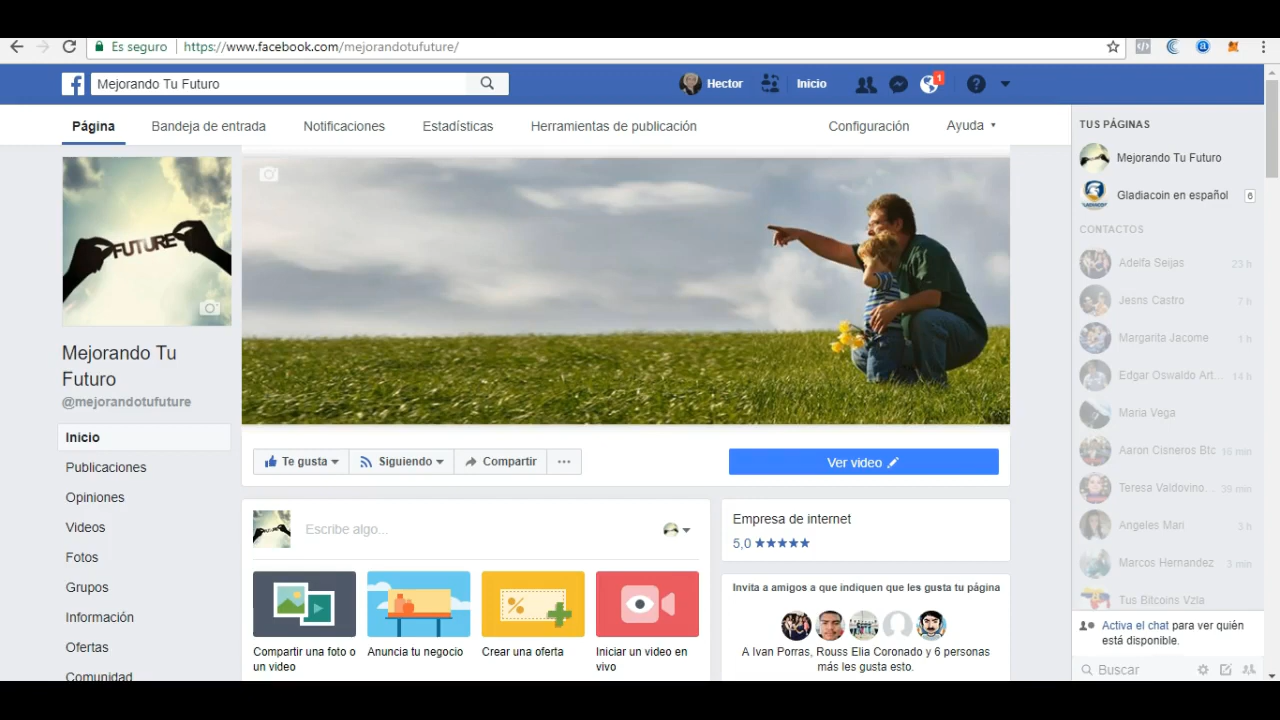 Es seguro
https://www.facebook.com/mejorandotufuture/
Mejorando Tu Futuro
Hector
Inicio
1
Página
Bandeja de entrada
Notificaciones
Estadísticas
Herramientas de publicación
Configuración
Ayuda
FUTURE
Mejorando Tu
Futuro
@mejorandotufuture
Inicio
Publicaciones
Opiniones
Videos
Fotos
Grupos
Información
Ofertas
Comunidad
Te gusta
Siguiendo
Compartir
Ver video
Escribe algo...
Compartir una foto o
un video
Anuncia tu negocio
Crear una oferta
Iniciar un video en
vivo
Empresa de internet
5,0 ★★★★★
Invita a amigos a que indiquen que les gusta tu página
A Ivan Porras, Rouss Elia Coronado y 6 personas
más les gusta esto.
TUS PÁGINAS
Mejorando Tu Futuro
Gladiacoin en español 6
CONTACTOS
Adelfa Seijas 23 h
Jesns Castro 7 h
Margarita Jacome 1 h
Edgar Oswaldo Art... 14 h
Maria Vega
Aaron Cisneros Btc 16 min
Teresa Valdovino... 39 min
Angeles Mari 3 h
Marcos Hernandez 3 min
Tus Bitcoins Vzla
Activa el chat para ver quién
está disponible.
Buscar